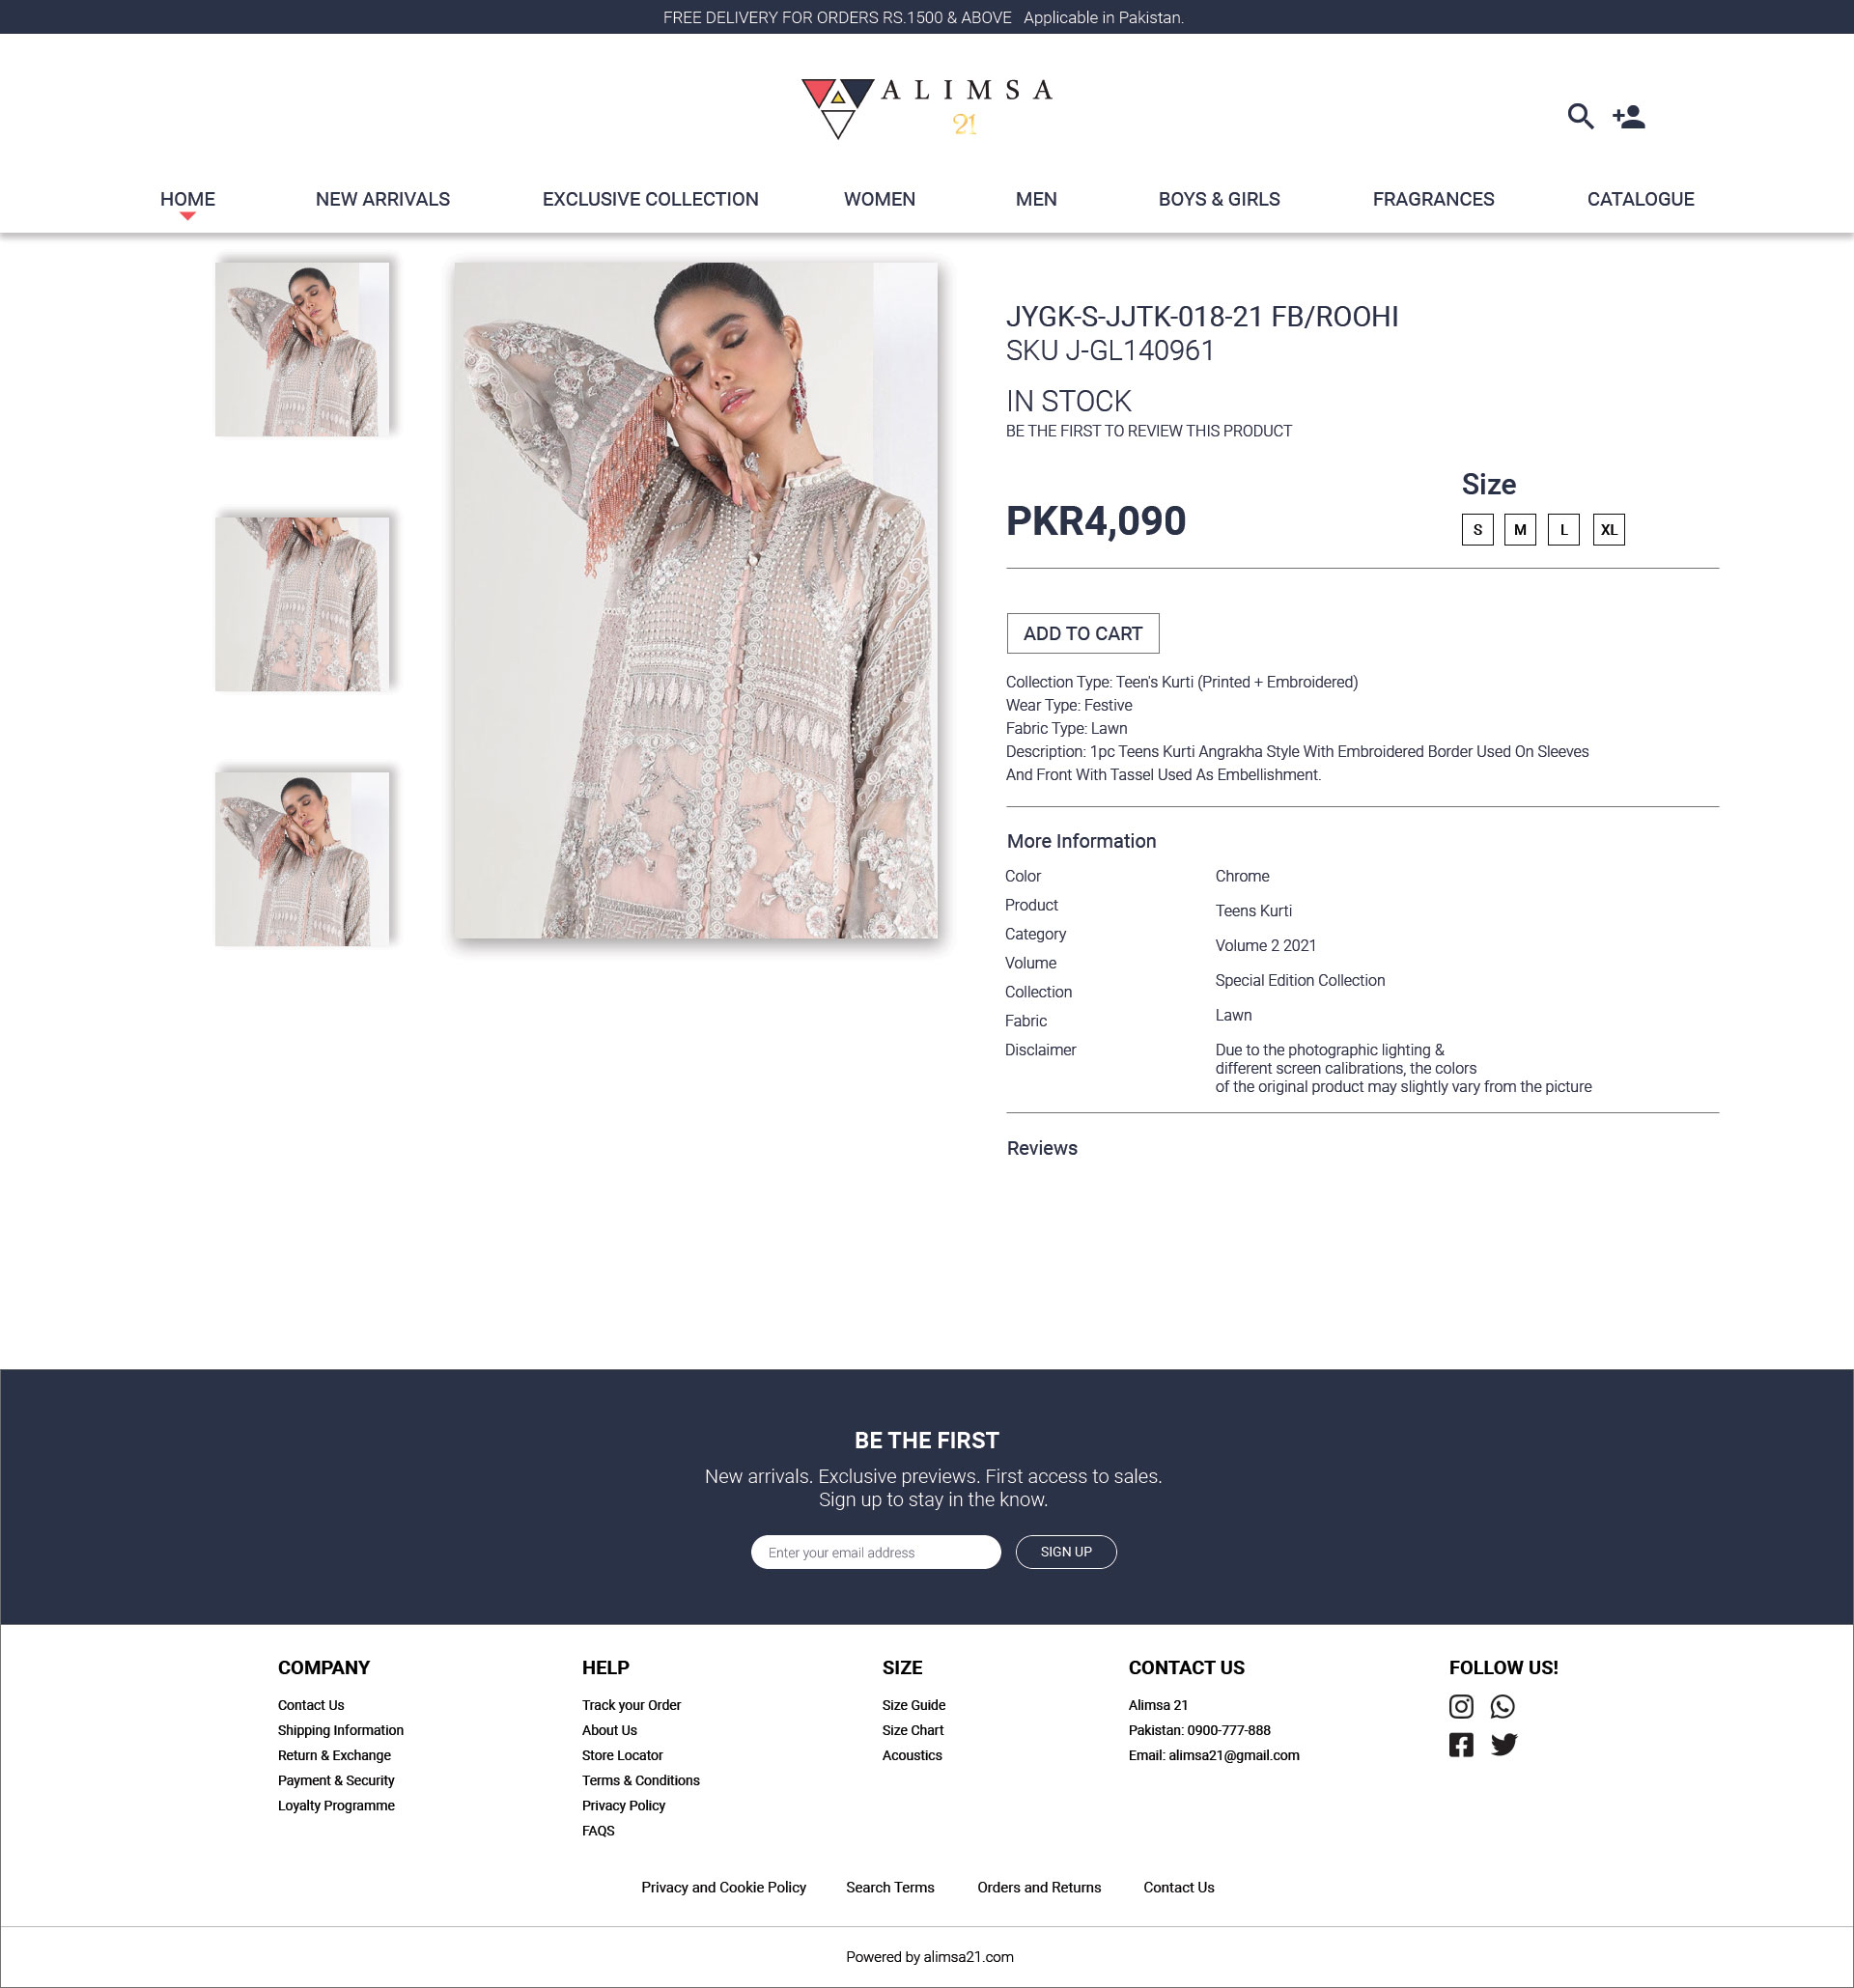 FREE DELIVERY FOR ORDERS RS.1500 & ABOVE Applicable in Pakistan.
ALIMSA
21
HOME NEW ARRIVALS EXCLUSIVE COLLECTION WOMEN MEN BOYS & GIRLS FRAGRANCES CATALOGUE
JYGK-S-JJTK-018-21 FB/ROOHI
SKU J-GL140961
IN STOCK
BE THE FIRST TO REVIEW THIS PRODUCT
PKR4,090
Size
S M L XL
ADD TO CART
Collection Type: Teen's Kurti (Printed + Embroidered)
Wear Type: Festive
Fabric Type: Lawn
Description: 1pc Teens Kurti Angrakha Style With Embroidered Border Used On Sleeves
And Front With Tassel Used As Embellishment.
More Information
Color
Product
Category
Volume
Collection
Fabric
Disclaimer
Chrome
Teens Kurti
Volume 2 2021
Special Edition Collection
Lawn
Due to the photographic lighting &
different screen calibrations, the colors
of the original product may slightly vary from the picture
Reviews
BE THE FIRST
New arrivals. Exclusive previews. First access to sales.
Sign up to stay in the know.
Enter your email address SIGN UP
COMPANY
Contact Us
Shipping Information
Return & Exchange
Payment & Security
Loyalty Programme
HELP
Track your Order
About Us
Store Locator
Terms & Conditions
Privacy Policy
FAQS
SIZE
Size Guide
Size Chart
Acoustics
CONTACT US
Alimsa 21
Pakistan: 0900-777-888
Email: alimsa21@gmail.com
FOLLOW US!
Privacy and Cookie Policy Search Terms Orders and Returns Contact Us
Powered by alimsa21.com